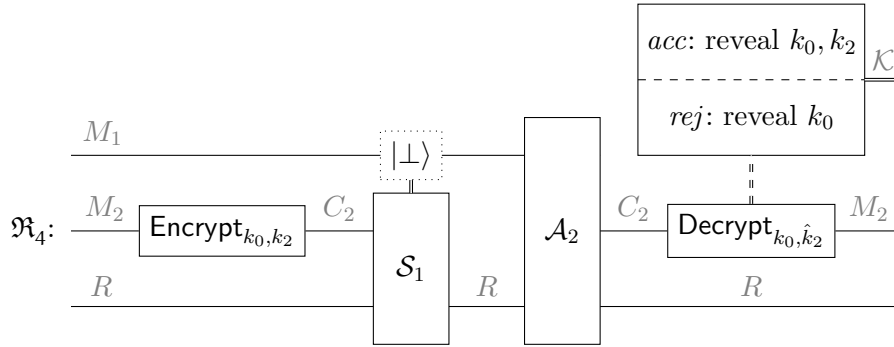 acc: reveal k₀, k₂
𝒦
rej: reveal k₀
M₁
|⊥⟩
ℜ₄:
M₂
Encrypt_{k₀,k₂}
C₂
𝒮₁
𝒜₂
C₂
Decrypt_{k₀,k̂₂}
M₂
R
R
R